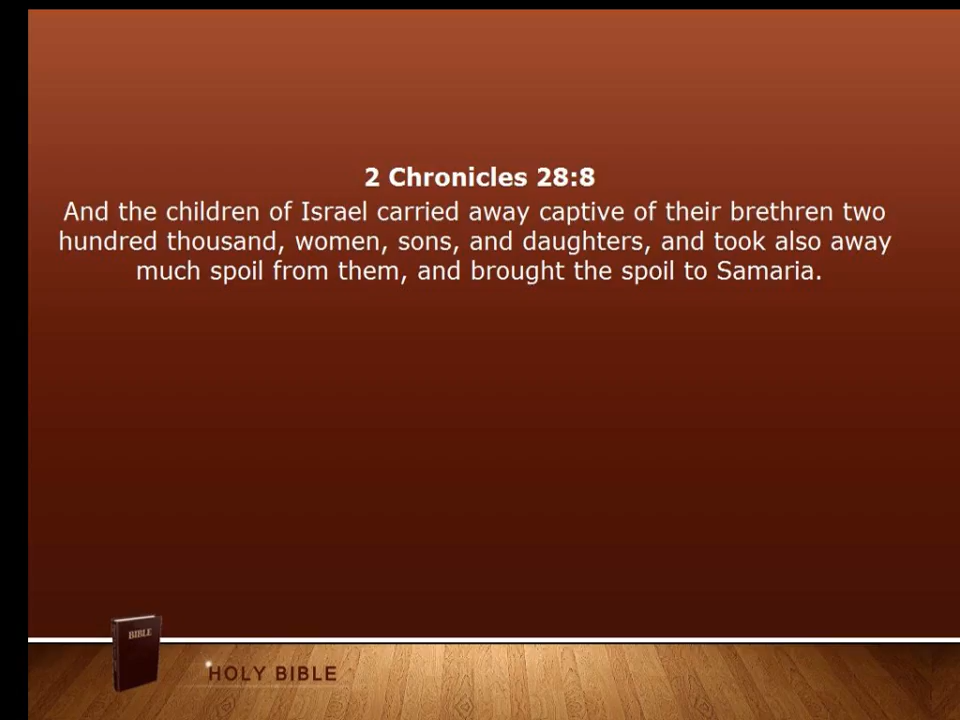 2 Chronicles 28:8
And the children of Israel carried away captive of their brethren two
hundred thousand, women, sons, and daughters, and took also away
much spoil from them, and brought the spoil to Samaria.
BIBLE
HOLY BIBLE